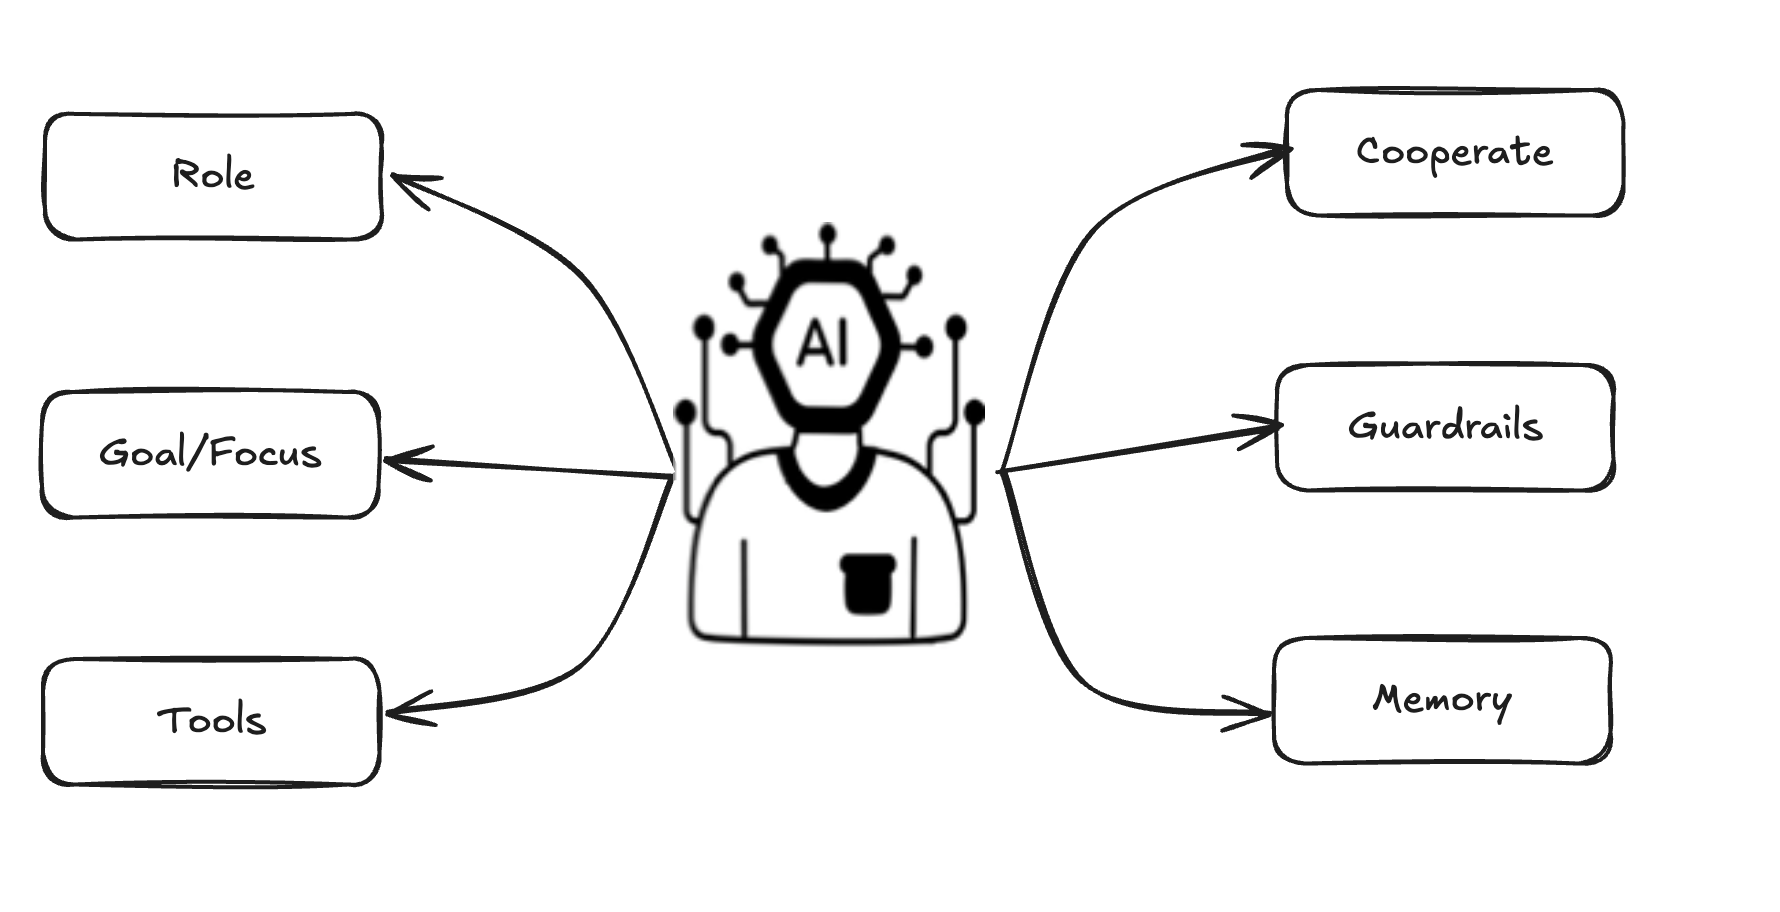 Role
Goal/Focus
Tools
AI
Cooperate
Guardrails
Memory